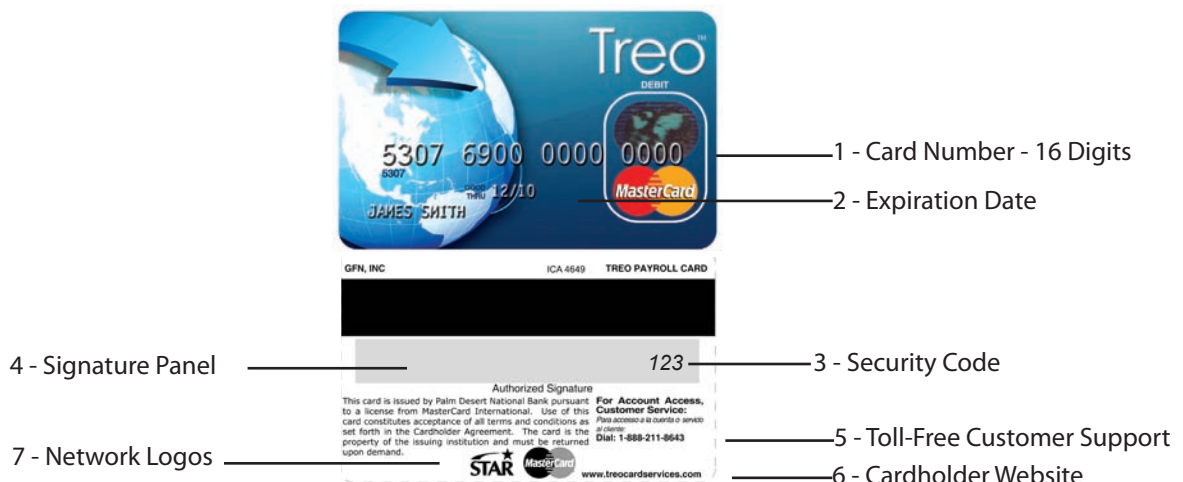 Treo™
DEBIT
5307 6900 0000 0000
5307
GOOD THRU 12/10
JAMES SMITH
MasterCard
1 - Card Number - 16 Digits
2 - Expiration Date
GFN, INC ICA 4649 TREO PAYROLL CARD
4 - Signature Panel
123
3 - Security Code
Authorized Signature
This card is issued by Palm Desert National Bank pursuant
to a license from MasterCard International. Use of this
card constitutes acceptance of all terms and conditions as
set forth in the Cardholder Agreement. The card is the
property of the issuing institution and must be returned
upon demand.
For Account Access,
Customer Service:
Para accesso a la cuenta o servicio
al cliente:
Dial: 1-888-211-8643
5 - Toll-Free Customer Support
7 - Network Logos
STAR MasterCard
www.treocardservices.com
6 - Cardholder Website